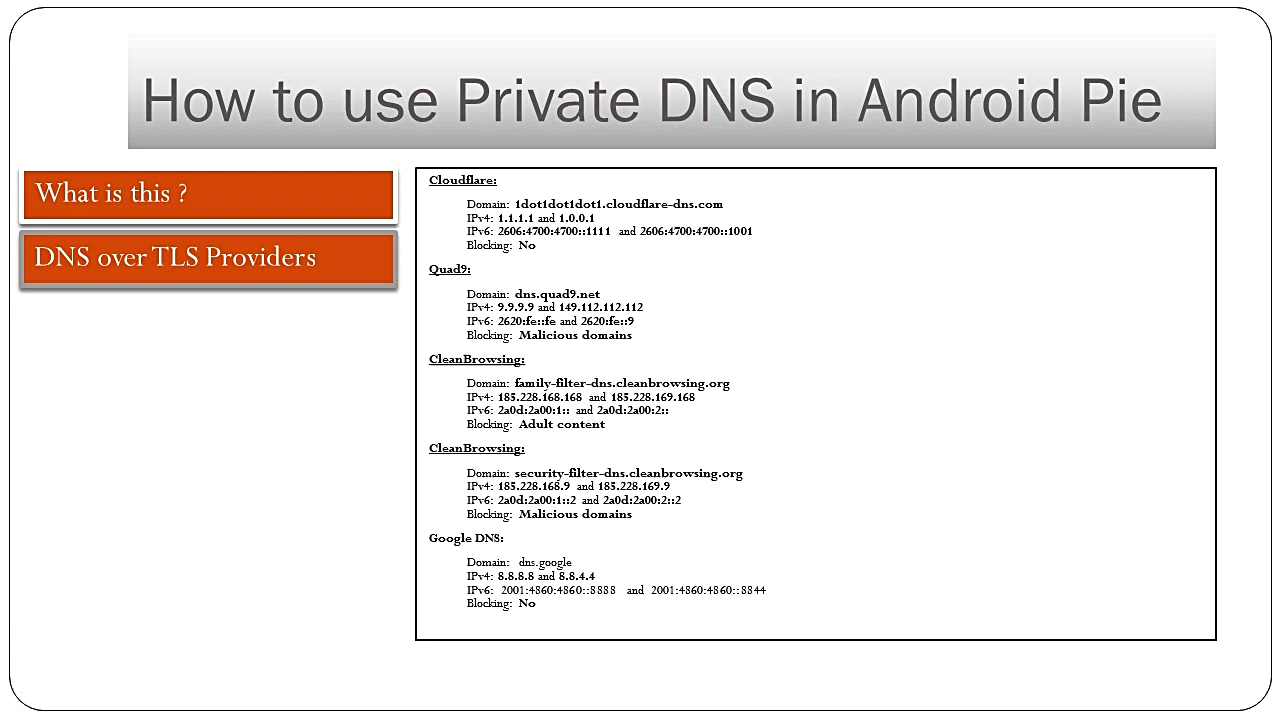 How to use Private DNS in Android Pie
What is this ?
DNS over TLS Providers
Cloudflare:
Domain: 1dot1dot1dot1.cloudflare-dns.com
IPv4: 1.1.1.1 and 1.0.0.1
IPv6: 2606:4700:4700::1111 and 2606:4700:4700::1001
Blocking: No
Quad9:
Domain: dns.quad9.net
IPv4: 9.9.9.9 and 149.112.112.112
IPv6: 2620:fe::fe and 2620:fe::9
Blocking: Malicious domains
CleanBrowsing:
Domain: family-filter-dns.cleanbrowsing.org
IPv4: 185.228.168.168 and 185.228.169.168
IPv6: 2a0d:2a00:1:: and 2a0d:2a00:2::
Blocking: Adult content
CleanBrowsing:
Domain: security-filter-dns.cleanbrowsing.org
IPv4: 185.228.168.9 and 185.228.169.9
IPv6: 2a0d:2a00:1::2 and 2a0d:2a00:2::2
Blocking: Malicious domains
Google DNS:
Domain: dns.google
IPv4: 8.8.8.8 and 8.8.4.4
IPv6: 2001:4860:4860::8888 and 2001:4860:4860::8844
Blocking: No